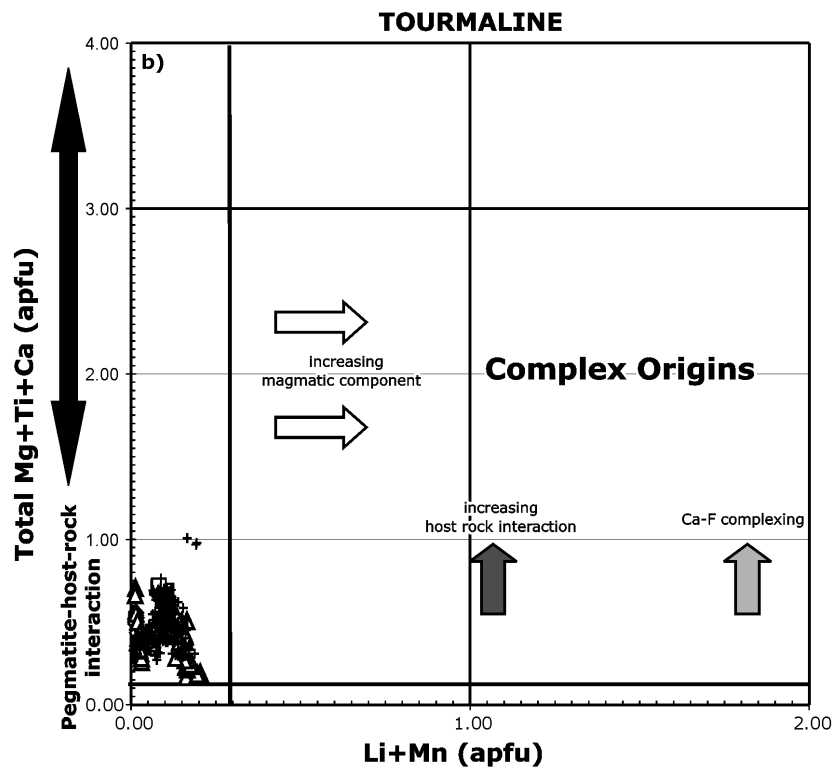 TOURMALINE
b)
4.00
3.00
2.00
1.00
0.00
Total Mg+Ti+Ca (apfu)
Pegmatite-host-rock
interaction
increasing
magmatic component
Complex Origins
increasing
host rock interaction
Ca-F complexing
0.00
1.00
2.00
Li+Mn (apfu)